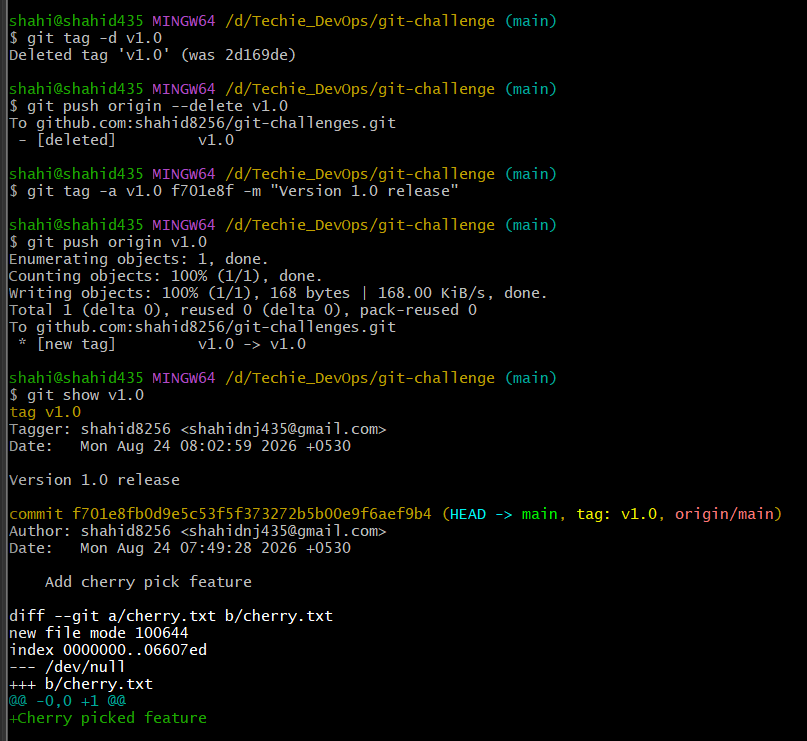 shahi@shahid435 MINGW64 /d/Techie_DevOps/git-challenge (main)
$ git tag -d v1.0
Deleted tag 'v1.0' (was 2d169de)
shahi@shahid435 MINGW64 /d/Techie_DevOps/git-challenge (main)
$ git push origin --delete v1.0
To github.com:shahid8256/git-challenges.git
 - [deleted]         v1.0
shahi@shahid435 MINGW64 /d/Techie_DevOps/git-challenge (main)
$ git tag -a v1.0 f701e8f -m "Version 1.0 release"
shahi@shahid435 MINGW64 /d/Techie_DevOps/git-challenge (main)
$ git push origin v1.0
Enumerating objects: 1, done.
Counting objects: 100% (1/1), done.
Writing objects: 100% (1/1), 168 bytes | 168.00 KiB/s, done.
Total 1 (delta 0), reused 0 (delta 0), pack-reused 0
To github.com:shahid8256/git-challenges.git
 * [new tag]         v1.0 -> v1.0
shahi@shahid435 MINGW64 /d/Techie_DevOps/git-challenge (main)
$ git show v1.0
tag v1.0
Tagger: shahid8256 <shahidnj435@gmail.com>
Date:   Mon Aug 24 08:02:59 2026 +0530
Version 1.0 release
commit f701e8fb0d9e5c53f5f373272b5b00e9f6aef9b4 (HEAD -> main, tag: v1.0, origin/main)
Author: shahid8256 <shahidnj435@gmail.com>
Date:   Mon Aug 24 07:49:28 2026 +0530
    Add cherry pick feature
diff --git a/cherry.txt b/cherry.txt
new file mode 100644
index 0000000..06607ed
--- /dev/null
+++ b/cherry.txt
@@ -0,0 +1 @@
+Cherry picked feature